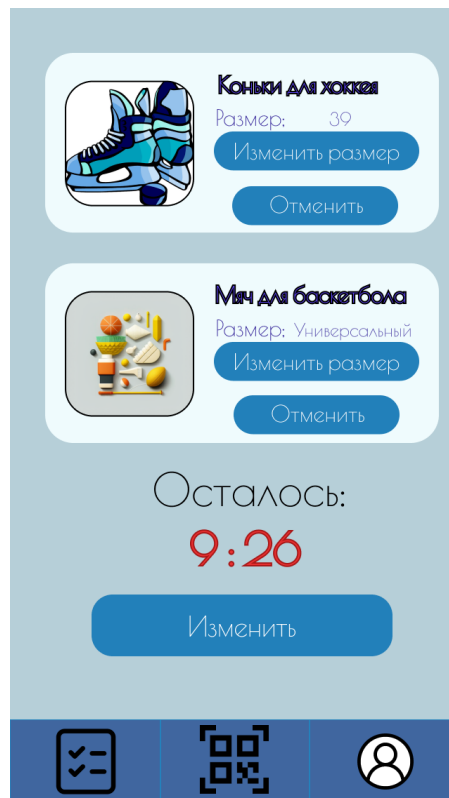 Коньки для хоккея
Размер: 39
Изменить размер
Отменить
Мяч для баскетбола
Размер: Универсальный
Изменить размер
Отменить
Осталось:
9:26
Изменить